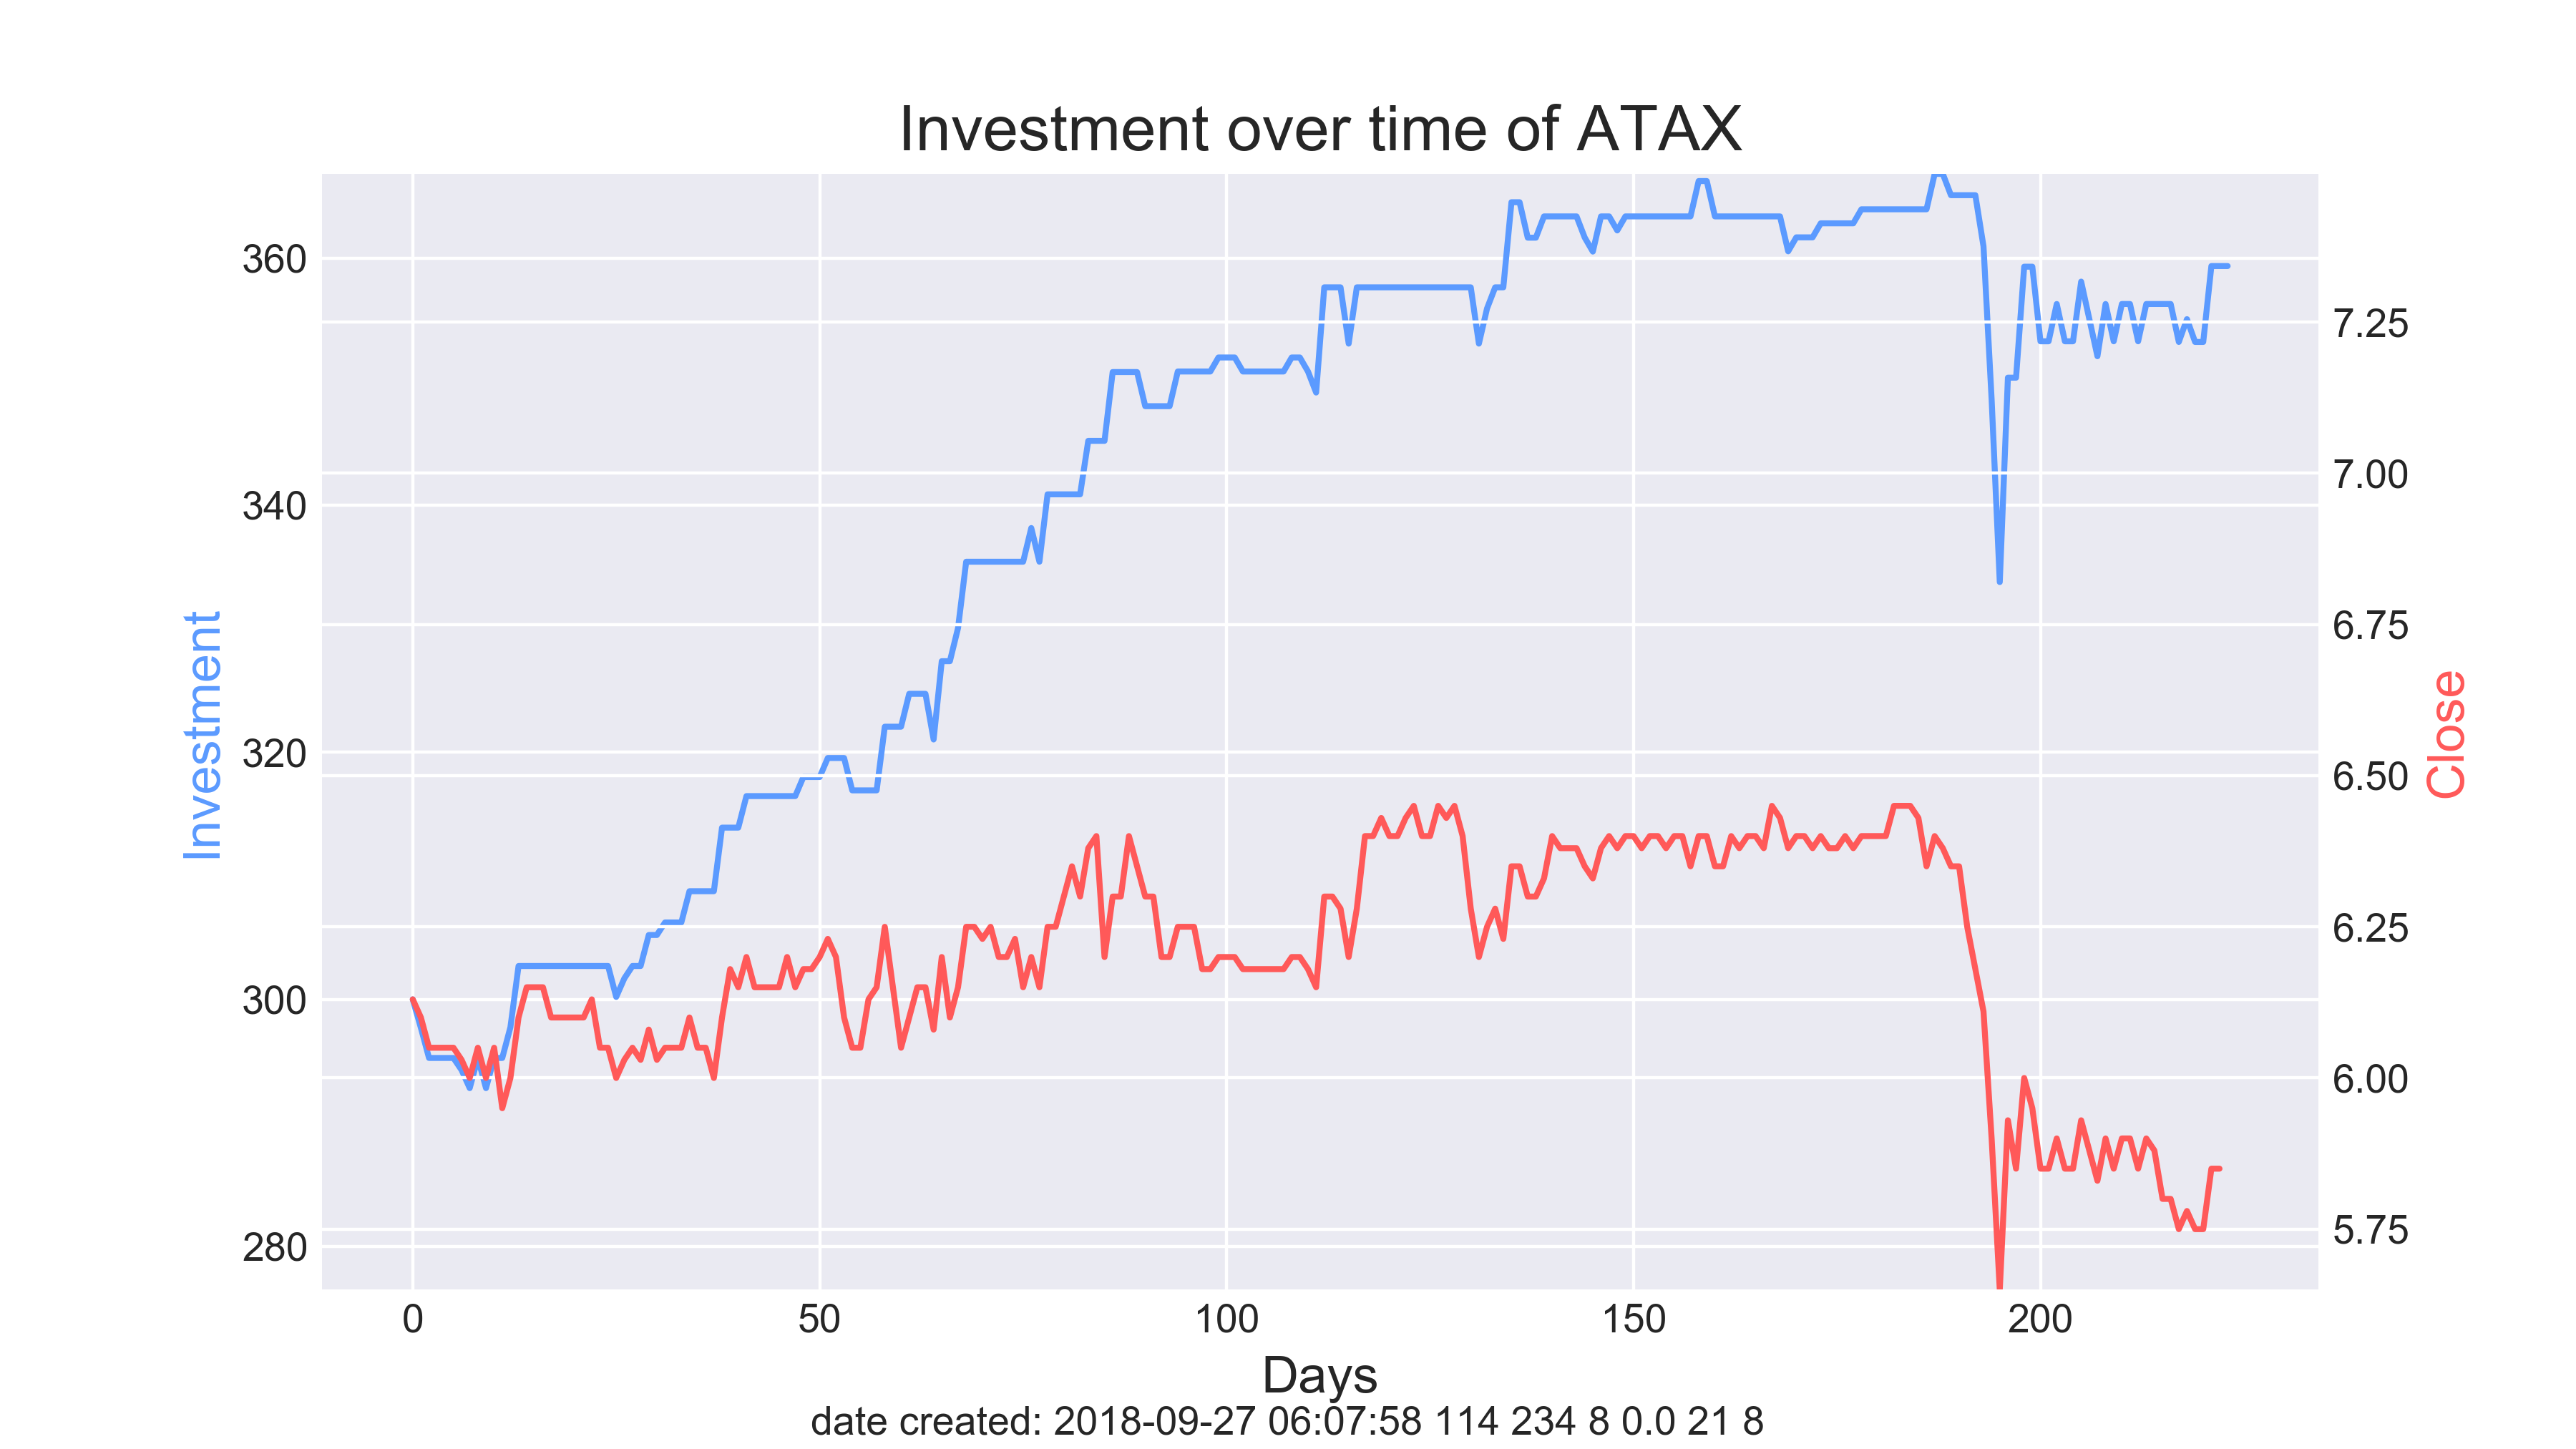 Investment over time of ATAX
360
340
320
300
280
Investment
7.25
7.00
6.75
6.50
6.25
6.00
5.75
Close
0 50 100 150 200
Days
date created: 2018-09-27 06:07:58 114 234 8 0.0 21 8